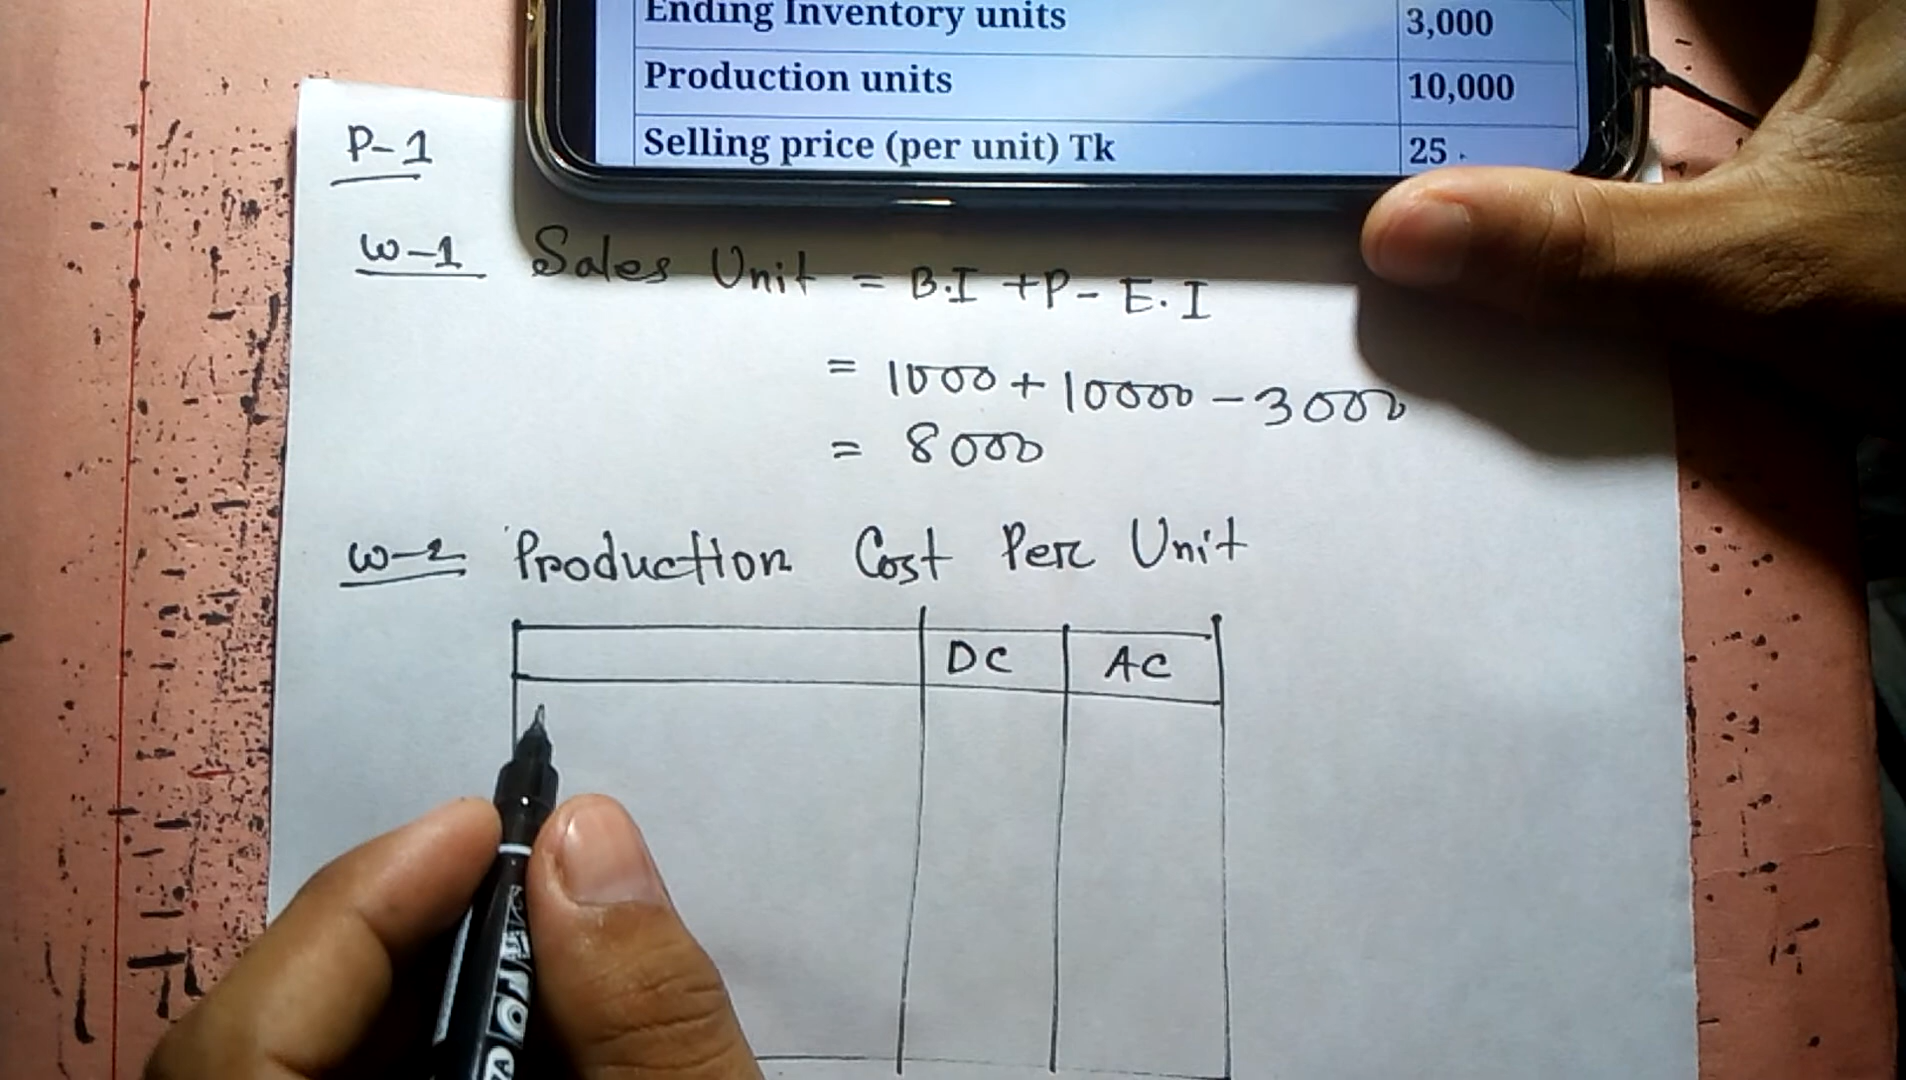 Ending Inventory units 3,000
Production units 10,000
Selling price (per unit) Tk 25
P-1
W-1 Sales Unit = B.I + P - E.I
= 1000 + 10000 - 3000
= 8000
W-2 Production Cost Per Unit
DC AC